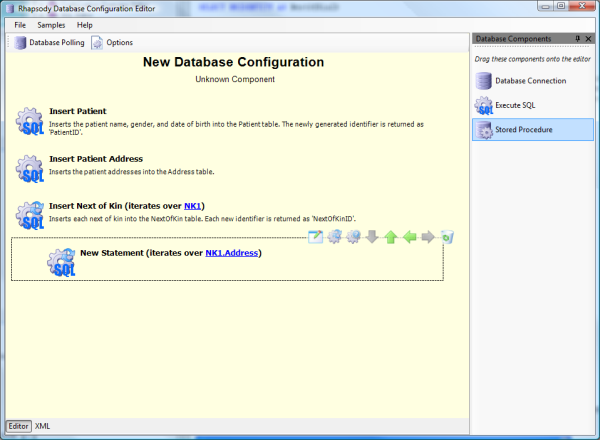 Rhapsody Database Configuration Editor
File Samples Help
Database Polling Options
New Database Configuration
Unknown Component
Insert Patient
Inserts the patient name, gender, and date of birth into the Patient table. The newly generated identifier is returned as
'PatientID'.
Insert Patient Address
Inserts the patient addresses into the Address table.
Insert Next of Kin (iterates over NK1)
Inserts each next of kin into the NextOfKin table. Each new identifier is returned as 'NextOfKinID'.
New Statement (iterates over NK1.Address)
SQL
SQL
SQL
SQL
Database Components
Drag these components onto the editor
Database Connection
Execute SQL
Stored Procedure
Editor XML